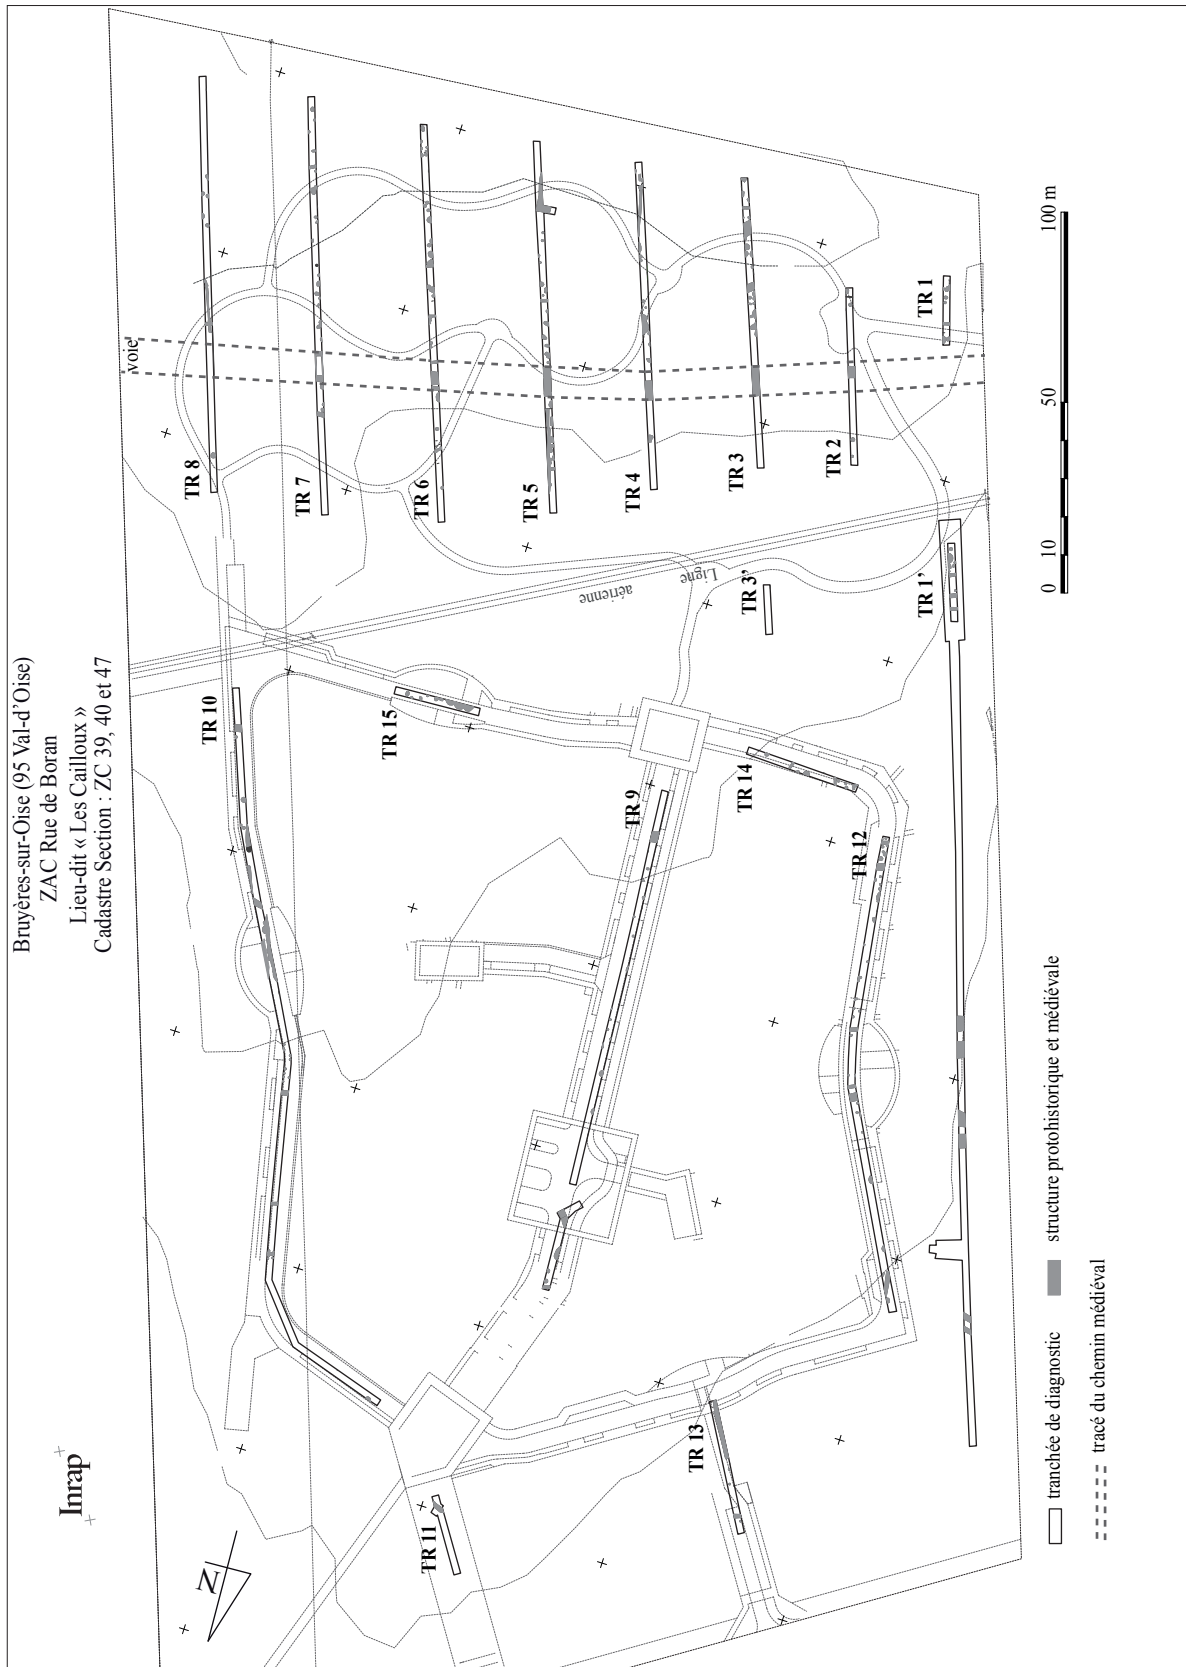 Bruyères-sur-Oise (95 Val-d'Oise)
ZAC Rue de Boran
Lieu-dit « Les Cailloux »
Cadastre Section : ZC 39, 40 et 47
Inrap
N
voie
TR 8
TR 7
TR 6
TR 5
TR 4
TR 3
TR 2
TR 1
Ligne
aérienne
TR 3'
TR 1'
TR 10
TR 15
TR 9
TR 14
TR 12
TR 13
TR 11
0 10 50 100 m
tranchée de diagnostic
structure protohistorique et médiévale
tracé du chemin médiéval